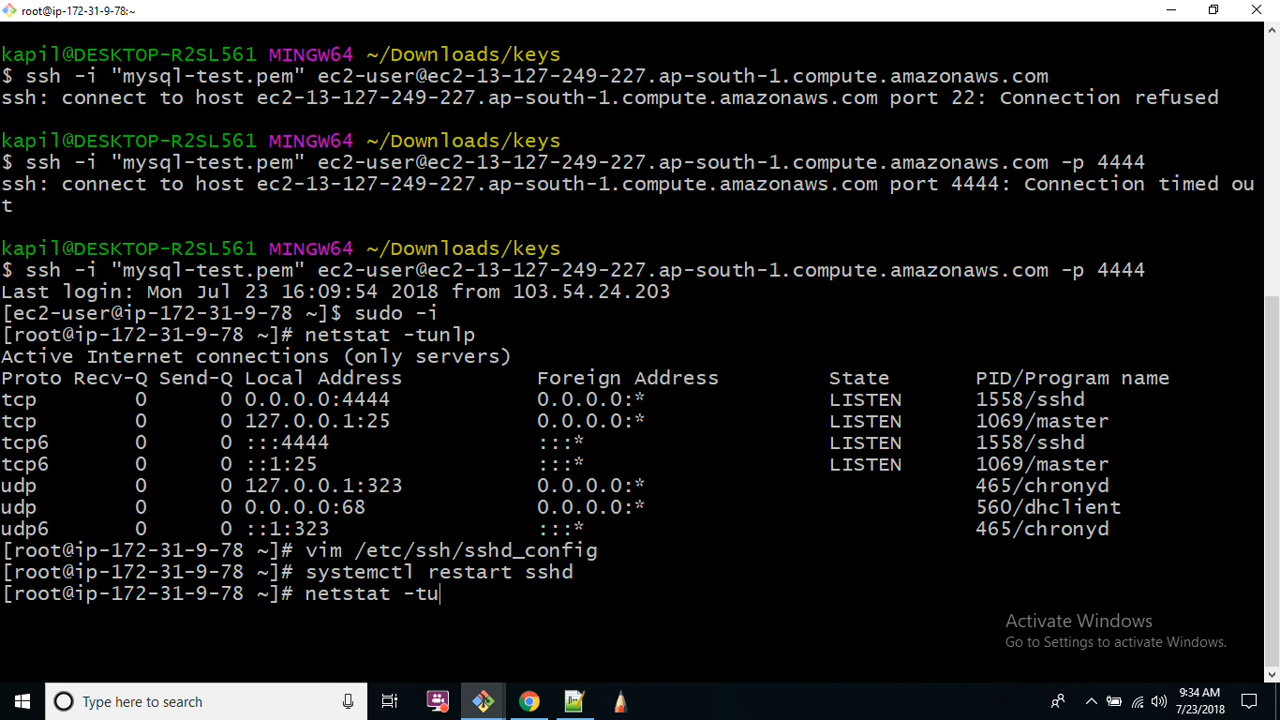 root@ip-172-31-9-78:~
kapil@DESKTOP-R2SL561 MINGW64 ~/Downloads/keys
$ ssh -i "mysql-test.pem" ec2-user@ec2-13-127-249-227.ap-south-1.compute.amazonaws.com
ssh: connect to host ec2-13-127-249-227.ap-south-1.compute.amazonaws.com port 22: Connection refused
kapil@DESKTOP-R2SL561 MINGW64 ~/Downloads/keys
$ ssh -i "mysql-test.pem" ec2-user@ec2-13-127-249-227.ap-south-1.compute.amazonaws.com -p 4444
ssh: connect to host ec2-13-127-249-227.ap-south-1.compute.amazonaws.com port 4444: Connection timed ou
t
kapil@DESKTOP-R2SL561 MINGW64 ~/Downloads/keys
$ ssh -i "mysql-test.pem" ec2-user@ec2-13-127-249-227.ap-south-1.compute.amazonaws.com -p 4444
Last login: Mon Jul 23 16:09:54 2018 from 103.54.24.203
[ec2-user@ip-172-31-9-78 ~]$ sudo -i
[root@ip-172-31-9-78 ~]# netstat -tunlp
Active Internet connections (only servers)
Proto Recv-Q Send-Q Local Address Foreign Address State PID/Program name
tcp 0 0 0.0.0.0:4444 0.0.0.0:* LISTEN 1558/sshd
tcp 0 0 127.0.0.1:25 0.0.0.0:* LISTEN 1069/master
tcp6 0 0 :::4444 :::* LISTEN 1558/sshd
tcp6 0 0 ::1:25 :::* LISTEN 1069/master
udp 0 0 127.0.0.1:323 0.0.0.0:* 465/chronyd
udp 0 0 0.0.0.0:68 0.0.0.0:* 560/dhclient
udp6 0 0 ::1:323 :::* 465/chronyd
[root@ip-172-31-9-78 ~]# vim /etc/ssh/sshd_config
[root@ip-172-31-9-78 ~]# systemctl restart sshd
[root@ip-172-31-9-78 ~]# netstat -tu
Activate Windows
Go to Settings to activate Windows.
Type here to search
9:34 AM
7/23/2018